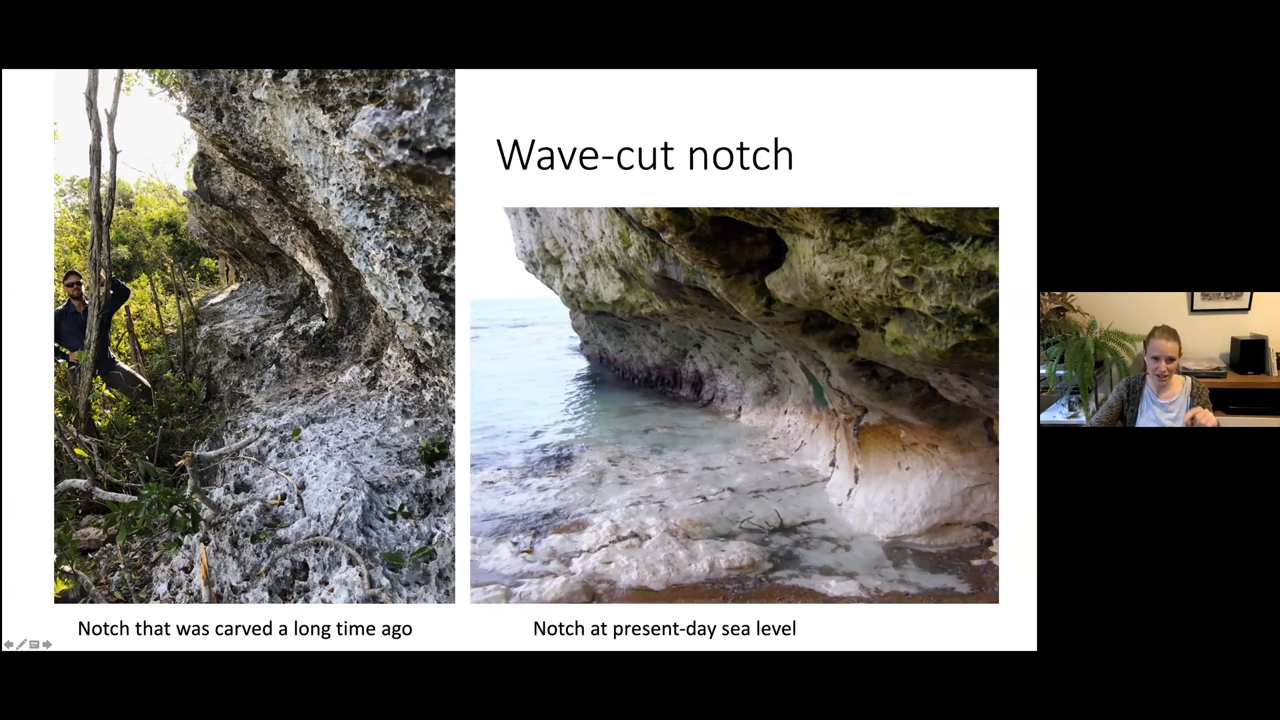 Wave-cut notch
Notch that was carved a long time ago
Notch at present-day sea level